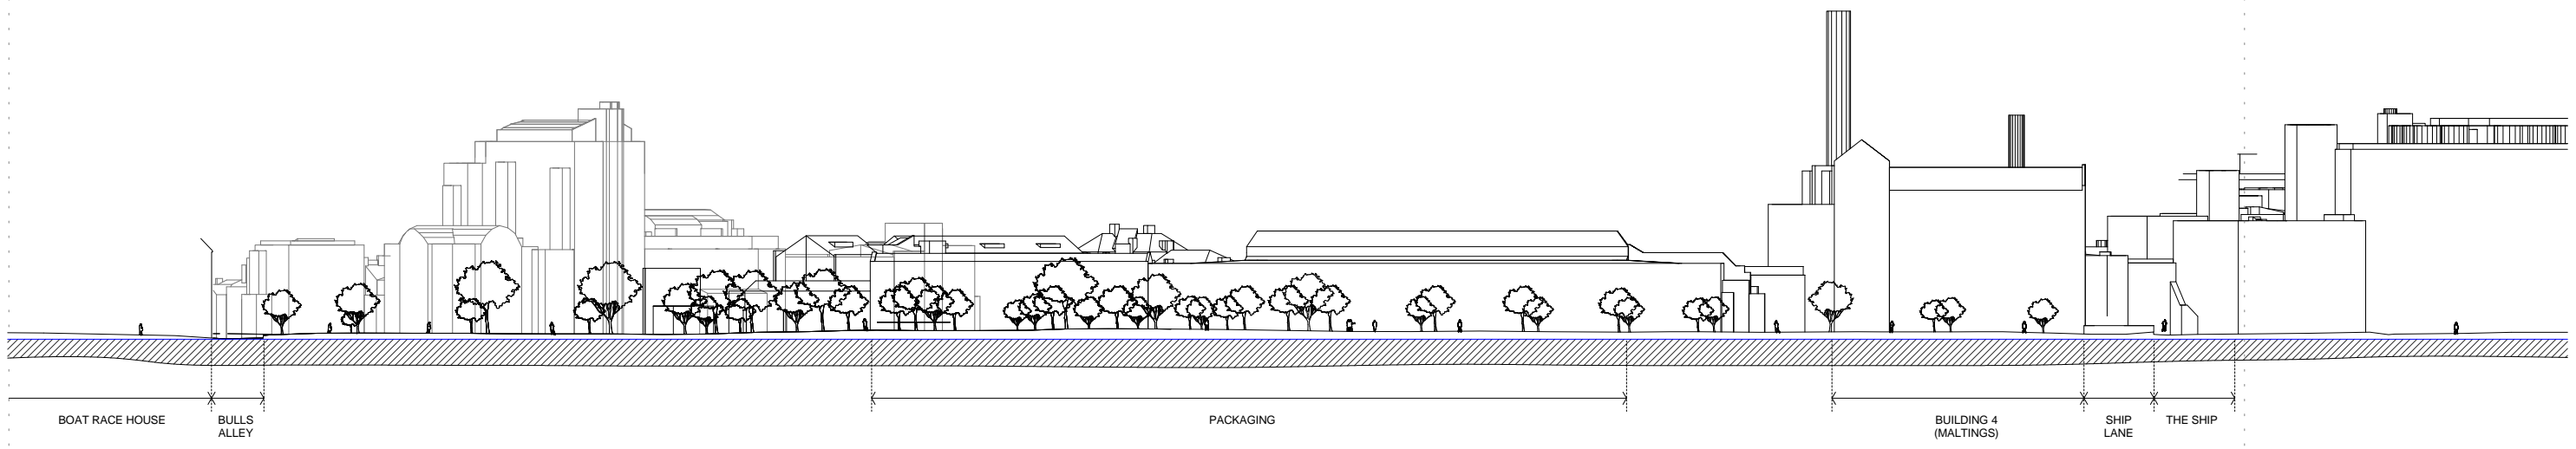 BOAT RACE HOUSE
BULLS
ALLEY
PACKAGING
BUILDING 4
(MALTINGS)
SHIP
LANE
THE SHIP